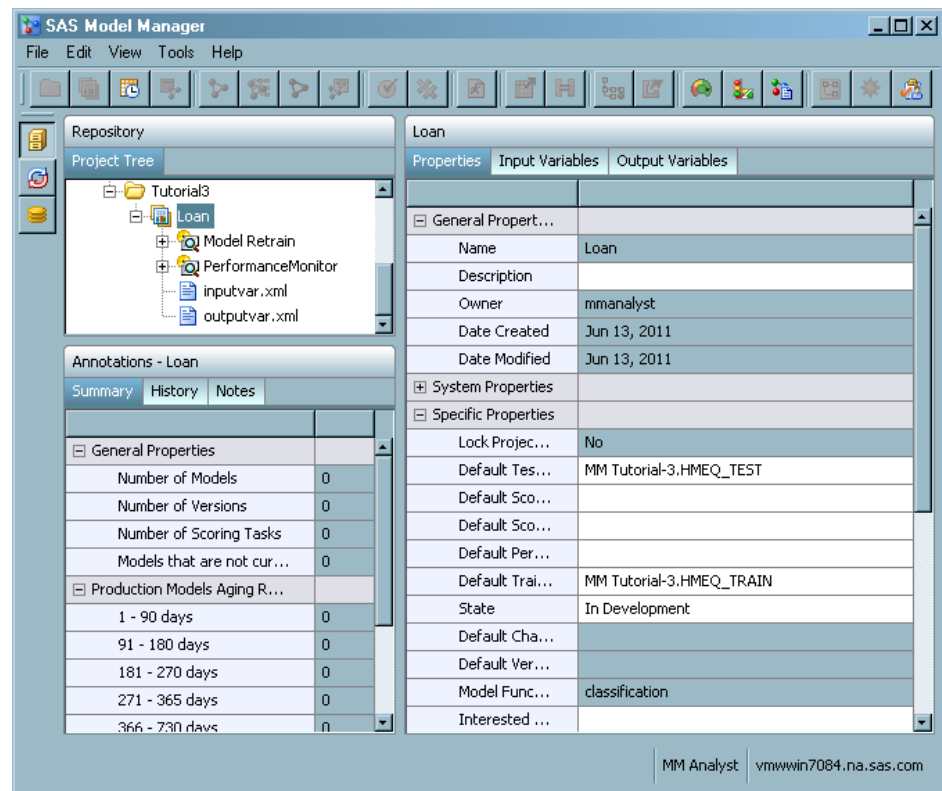 SAS Model Manager
File Edit View Tools Help
Repository
Project Tree
Tutorial3
Loan
Model Retrain
PerformanceMonitor
inputvar.xml
outputvar.xml
Annotations - Loan
Summary History Notes
General Properties
Number of Models 0
Number of Versions 0
Number of Scoring Tasks 0
Models that are not cur... 0
Production Models Aging R...
1 - 90 days 0
91 - 180 days 0
181 - 270 days 0
271 - 365 days 0
366 - 730 days 0
Loan
Properties Input Variables Output Variables
General Propert...
Name Loan
Description
Owner mmanalyst
Date Created Jun 13, 2011
Date Modified Jun 13, 2011
System Properties
Specific Properties
Lock Projec... No
Default Tes... MM Tutorial-3.HMEQ_TEST
Default Sco...
Default Sco...
Default Per...
Default Trai... MM Tutorial-3.HMEQ_TRAIN
State In Development
Default Cha...
Default Ver...
Model Func... classification
Interested ...
MM Analyst vmwwin7084.na.sas.com